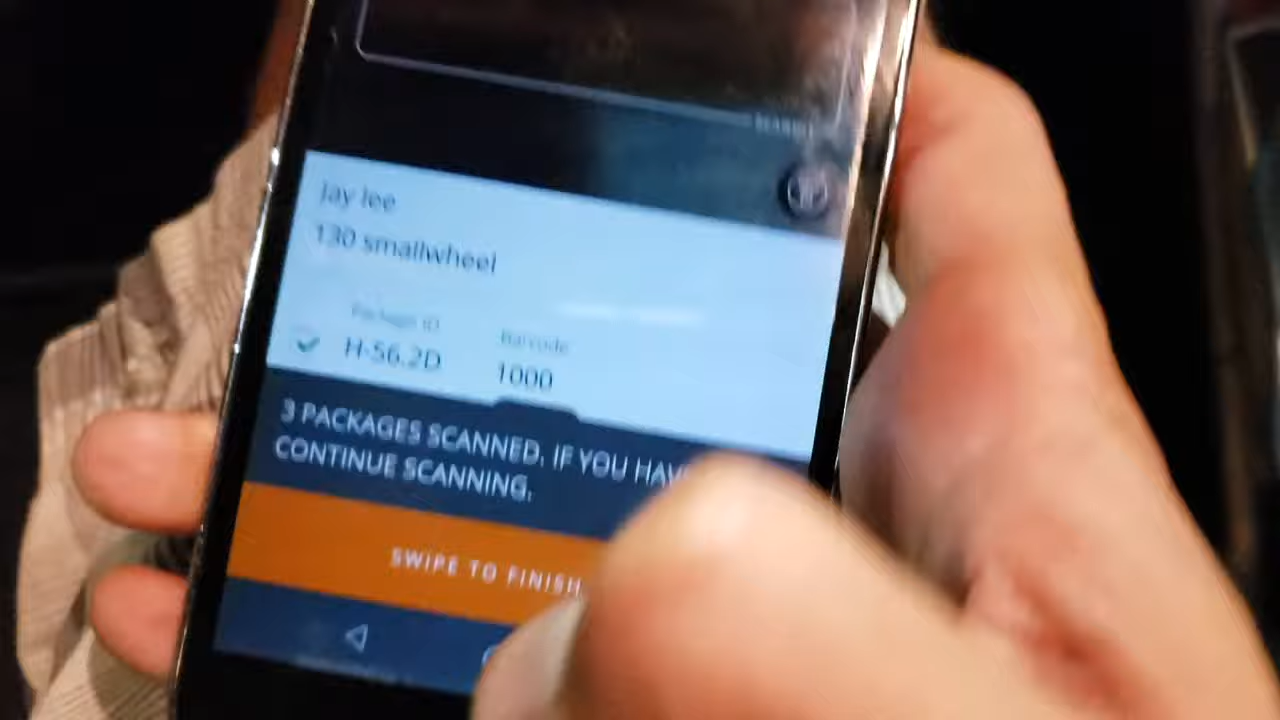 Jay lee
130 smallwheel
Package ID
Barcode
H-56.2D
1000
3 PACKAGES SCANNED. IF YOU HAVE
CONTINUE SCANNING.
SWIPE TO FINISH